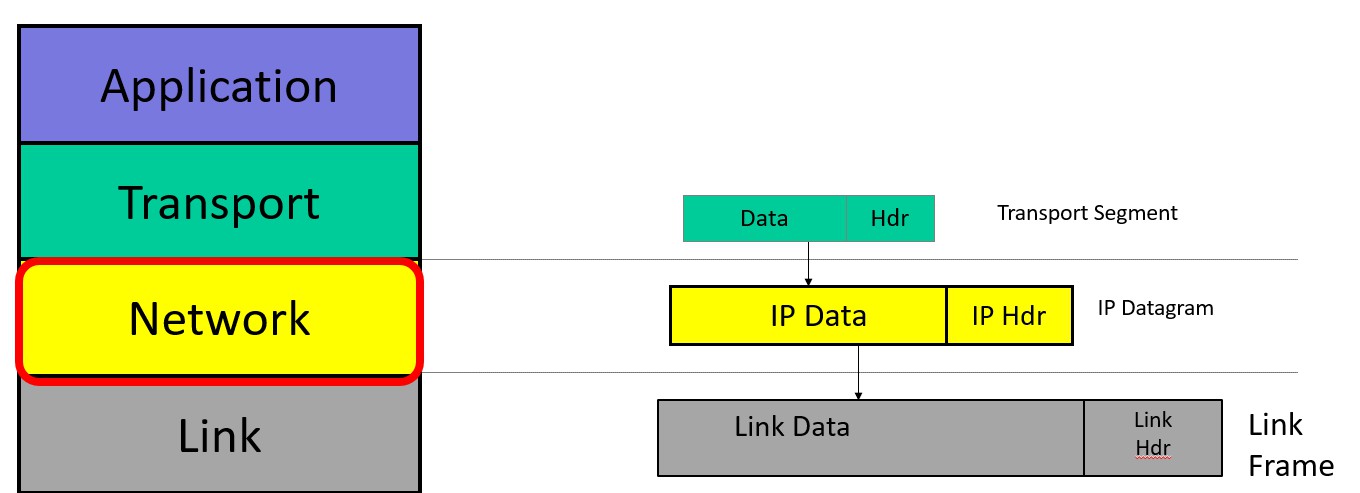 Application
Transport
Data
Hdr
Transport Segment
Network
IP Data
IP Hdr
IP Datagram
Link
Link Data
Link
Hdr
Link
Frame